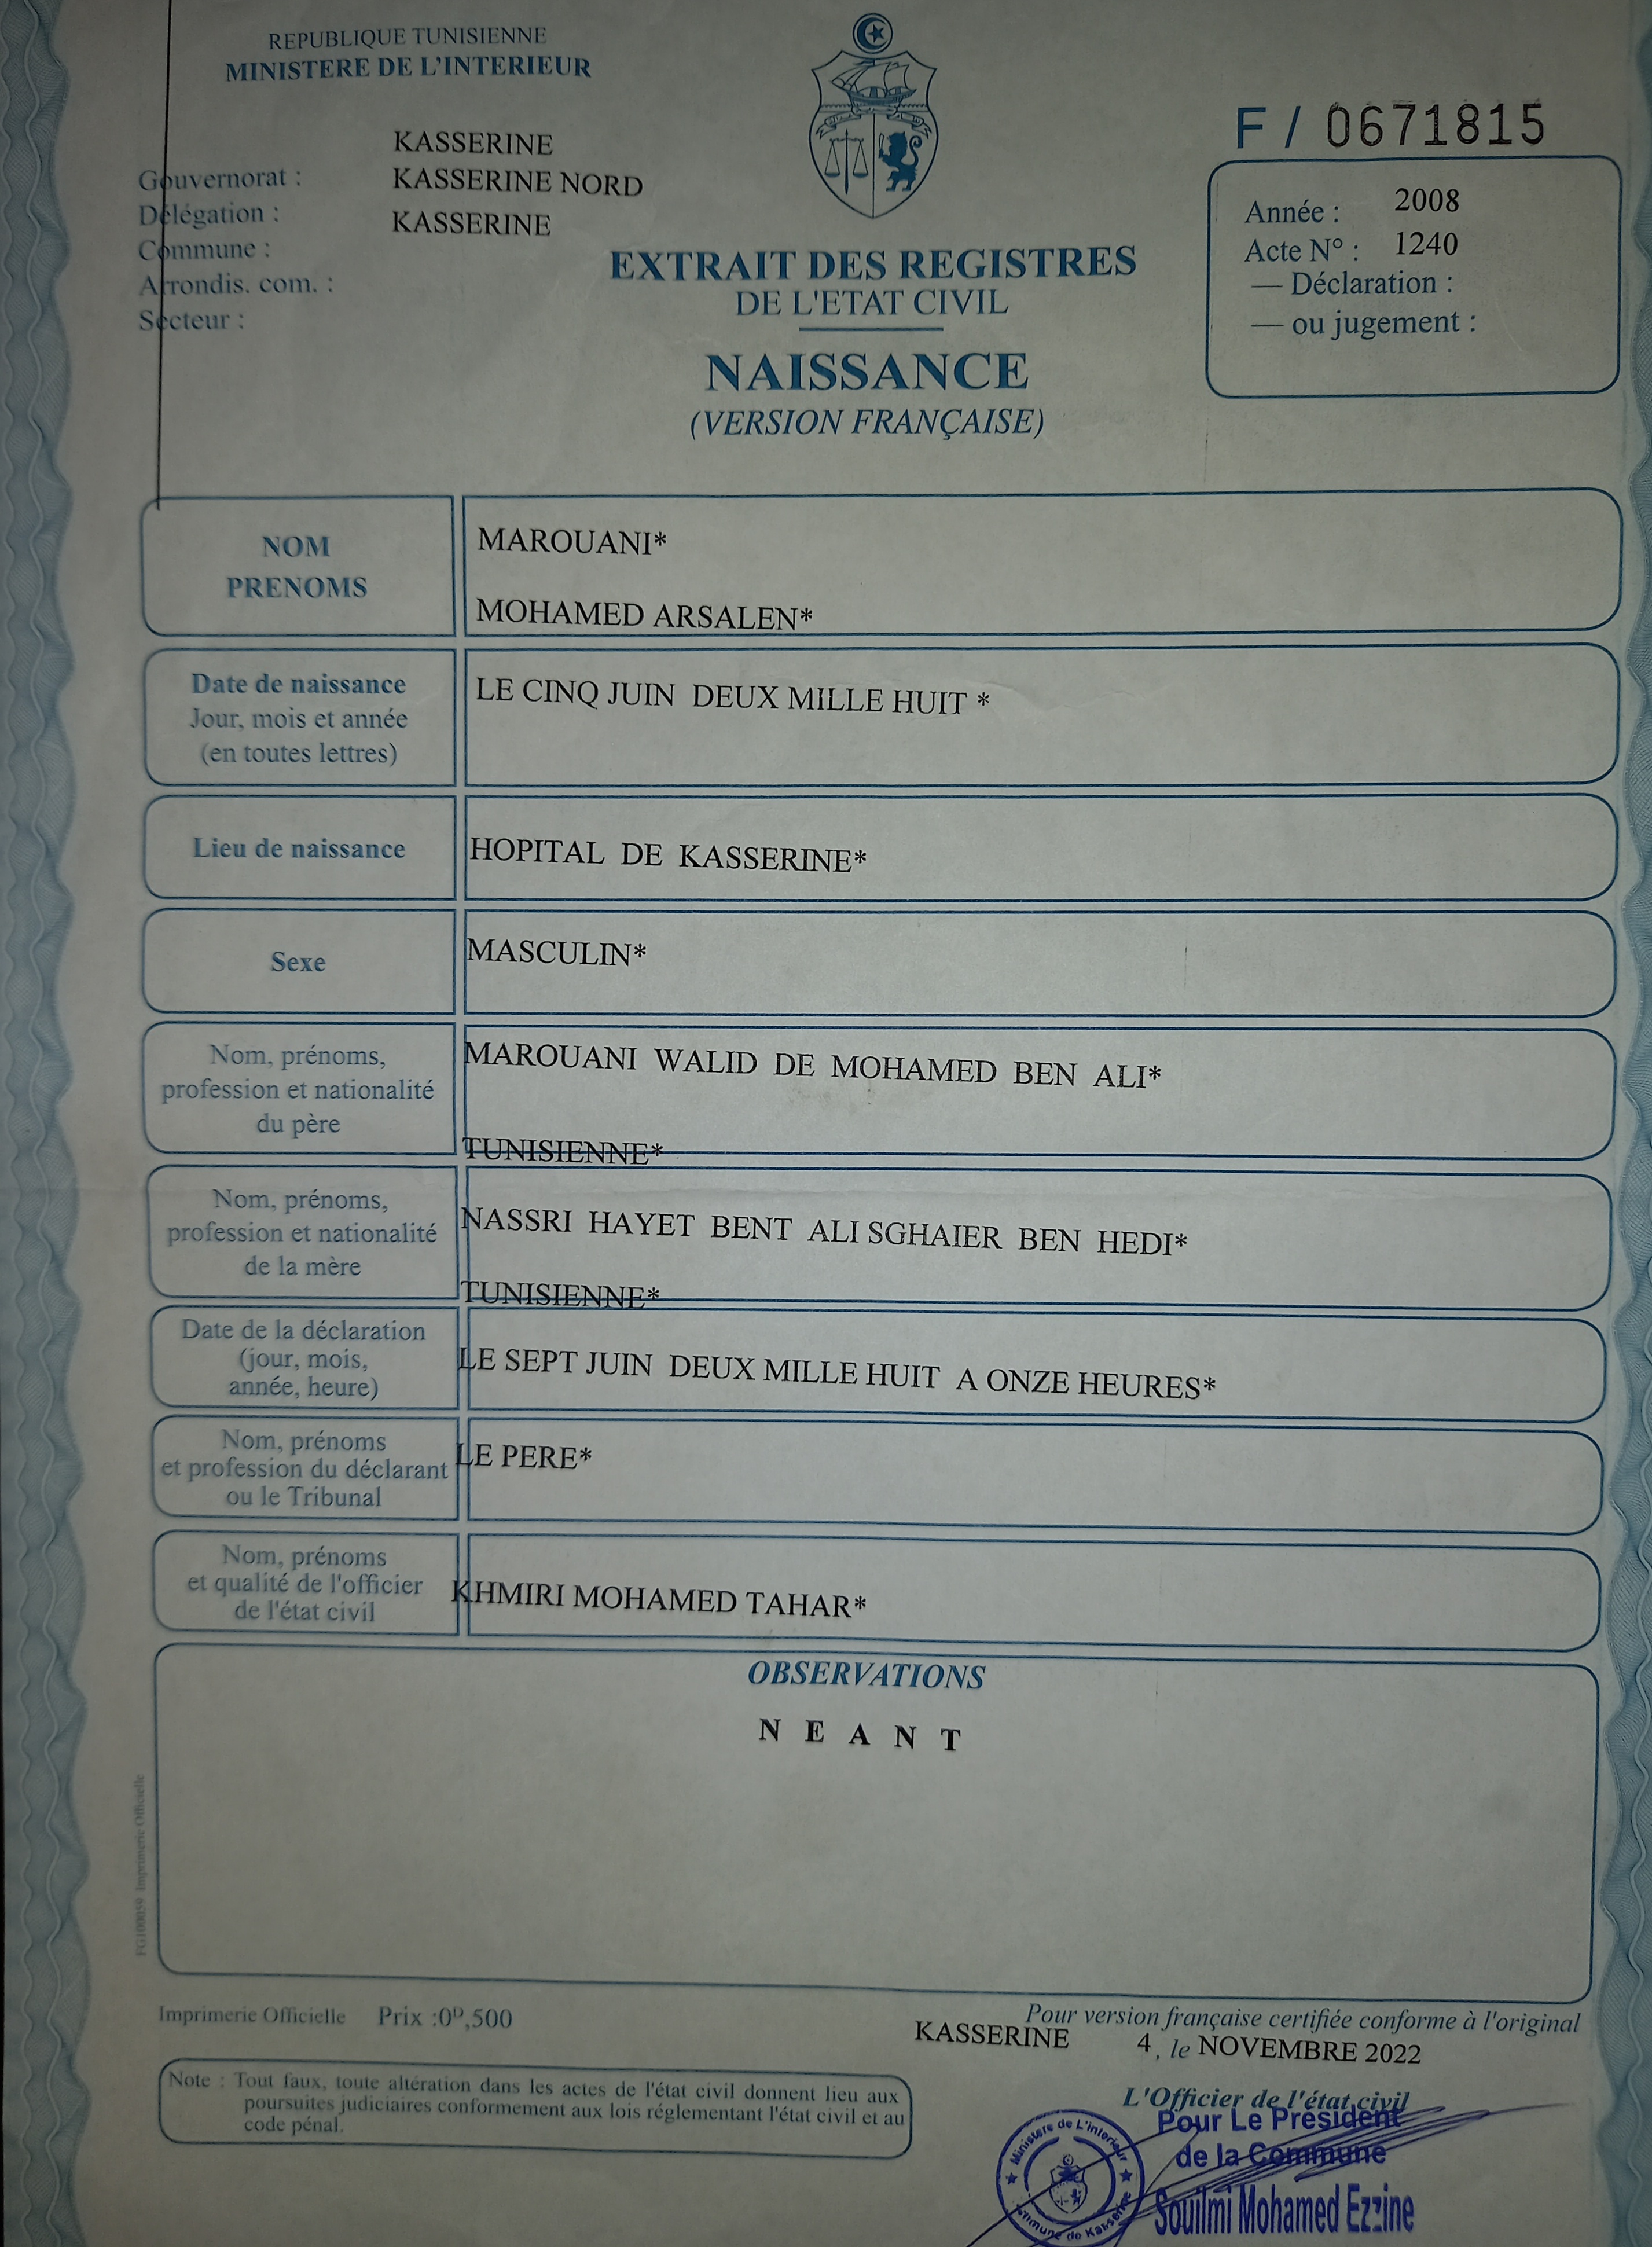 REPUBLIQUE TUNISIENNE
MINISTERE DE L'INTERIEUR
F / 0671815
KASSERINE
Gouvernorat : KASSERINE NORD
Délégation : KASSERINE
Commune :
Arrondis. com. :
Secteur :
Année : 2008
Acte N° : 1240
— Déclaration :
— ou jugement :
EXTRAIT DES REGISTRES
DE L'ETAT CIVIL
NAISSANCE
(VERSION FRANÇAISE)
NOM
PRENOMS
MAROUANI*
MOHAMED ARSALEN*
Date de naissance
Jour, mois et année
(en toutes lettres)
LE CINQ JUIN DEUX MILLE HUIT *
Lieu de naissance
HOPITAL DE KASSERINE*
Sexe
MASCULIN*
Nom, prénoms,
profession et nationalité
du père
MAROUANI WALID DE MOHAMED BEN ALI*
TUNISIENNE*
Nom, prénoms,
profession et nationalité
de la mère
NASSRI HAYET BENT ALI SGHAIER BEN HEDI*
TUNISIENNE*
Date de la déclaration
(jour, mois,
année, heure)
LE SEPT JUIN DEUX MILLE HUIT A ONZE HEURES*
Nom, prénoms
et profession du déclarant
ou le Tribunal
LE PERE*
Nom, prénoms
et qualité de l'officier
de l'état civil
KHMIRI MOHAMED TAHAR*
OBSERVATIONS
N E A N T
FG100059 Imprimerie Officielle
Imprimerie Officielle Prix :0ᴰ,500
Pour version française certifiée conforme à l'original
KASSERINE 4 , le NOVEMBRE 2022
Note : Tout faux, toute altération dans les actes de l'état civil donnent lieu aux
poursuites judiciaires conformement aux lois réglementant l'état civil et au
code pénal.
L'Officier de l'état civil
Pour Le Président
de la Commune
Souilmi Mohamed Ezzine
Ministere de L'interieur
Commune de Kasserine